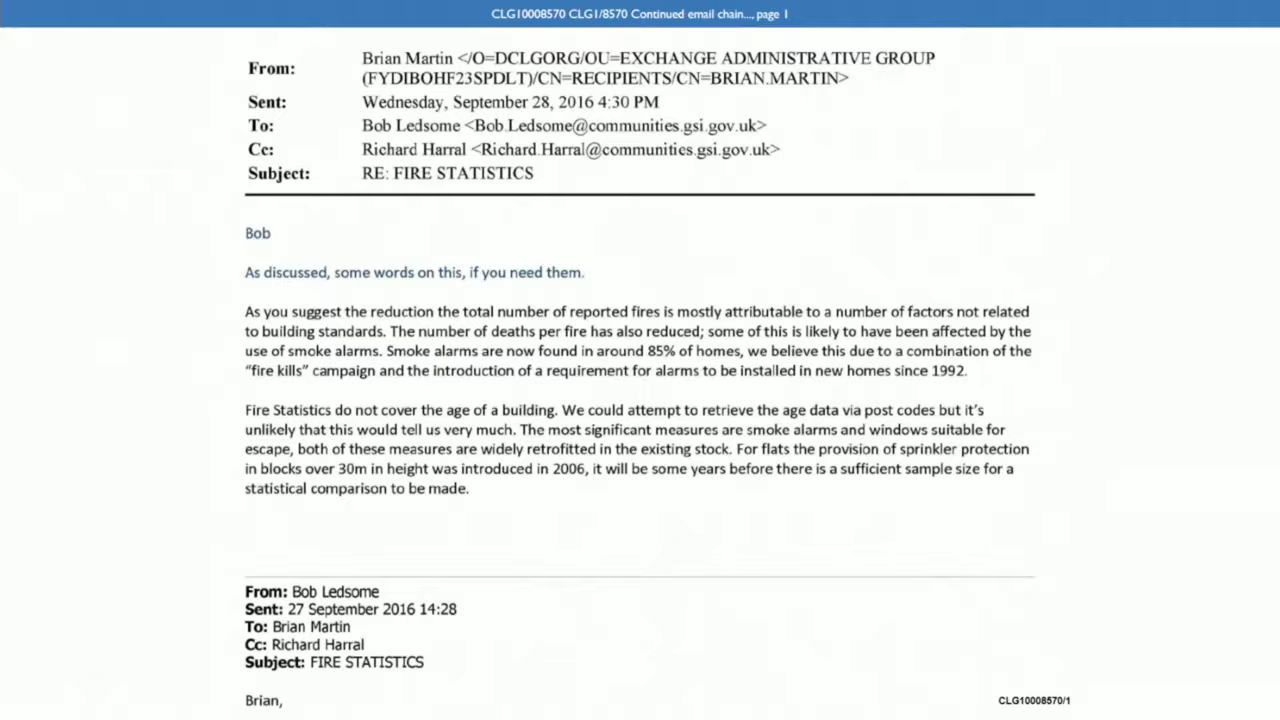 CLG10008570 CLG1/8570 Continued email chain..., page 1
From: Brian Martin </O=DCLGORG/OU=EXCHANGE ADMINISTRATIVE GROUP
(FYDIBOHF23SPDLT)/CN=RECIPIENTS/CN=BRIAN.MARTIN>
Sent: Wednesday, September 28, 2016 4:30 PM
To: Bob Ledsome <Bob.Ledsome@communities.gsi.gov.uk>
Cc: Richard Harral <Richard.Harral@communities.gsi.gov.uk>
Subject: RE: FIRE STATISTICS
Bob
As discussed, some words on this, if you need them.
As you suggest the reduction the total number of reported fires is mostly attributable to a number of factors not related
to building standards. The number of deaths per fire has also reduced; some of this is likely to have been affected by the
use of smoke alarms. Smoke alarms are now found in around 85% of homes, we believe this due to a combination of the
“fire kills” campaign and the introduction of a requirement for alarms to be installed in new homes since 1992.
Fire Statistics do not cover the age of a building. We could attempt to retrieve the age data via post codes but it’s
unlikely that this would tell us very much. The most significant measures are smoke alarms and windows suitable for
escape, both of these measures are widely retrofitted in the existing stock. For flats the provision of sprinkler protection
in blocks over 30m in height was introduced in 2006, it will be some years before there is a sufficient sample size for a
statistical comparison to be made.
From: Bob Ledsome
Sent: 27 September 2016 14:28
To: Brian Martin
Cc: Richard Harral
Subject: FIRE STATISTICS
Brian,
CLG10008570/1